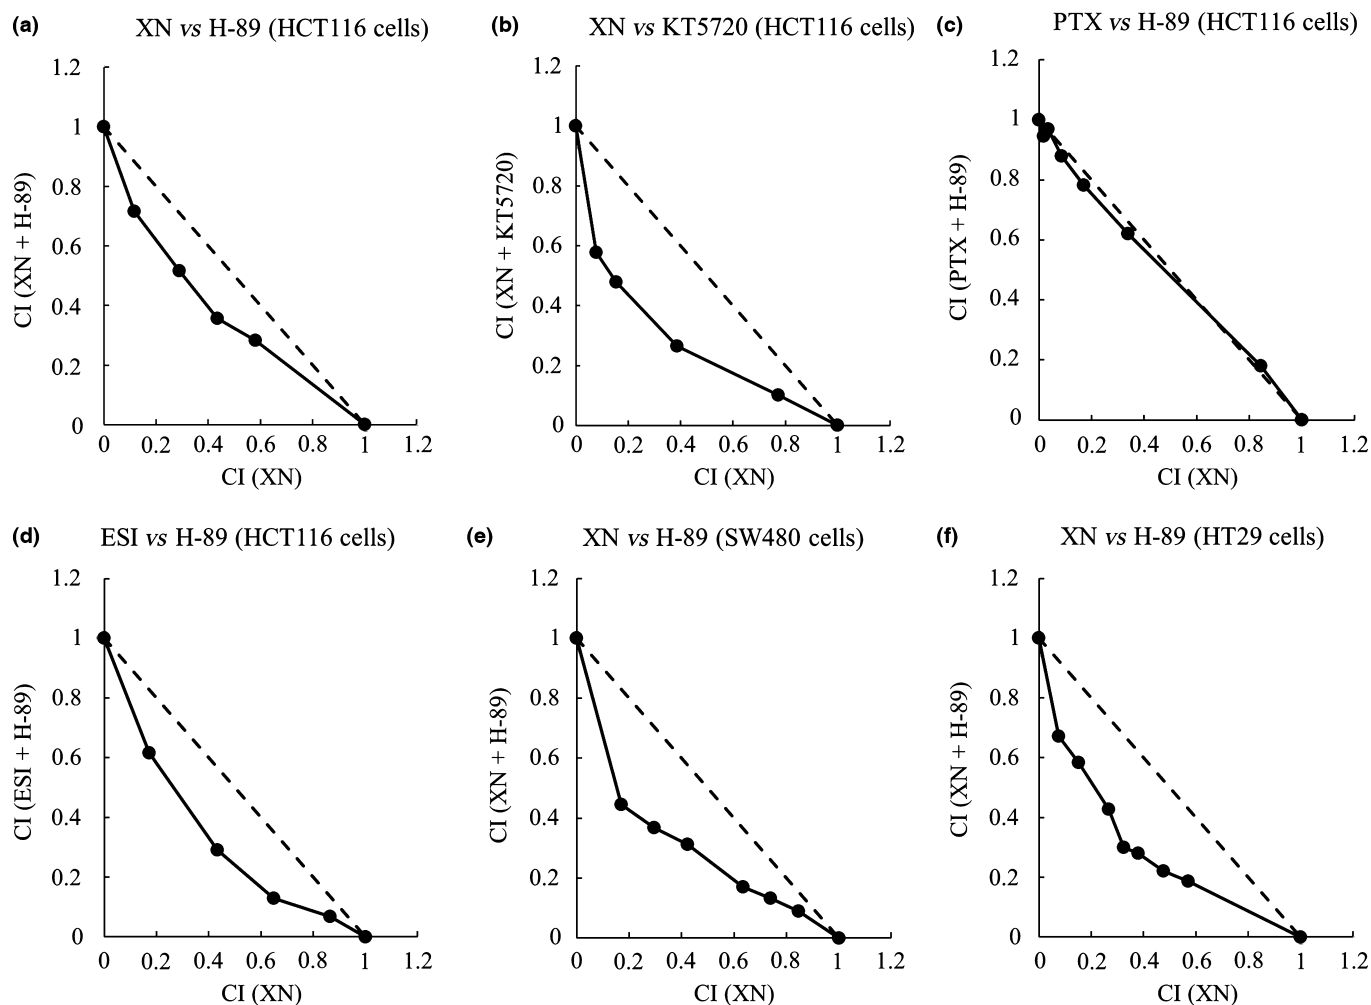 (a) XN vs H-89 (HCT116 cells)
CI (XN + H-89)
1.2
1
0.8
0.6
0.4
0.2
0
0 0.2 0.4 0.6 0.8 1 1.2
CI (XN)
(b) XN vs KT5720 (HCT116 cells)
CI (XN + KT5720)
1.2
1
0.8
0.6
0.4
0.2
0
0 0.2 0.4 0.6 0.8 1 1.2
CI (XN)
(c) PTX vs H-89 (HCT116 cells)
CI (PTX + H-89)
1.2
1
0.8
0.6
0.4
0.2
0
0 0.2 0.4 0.6 0.8 1 1.2
CI (XN)
(d) ESI vs H-89 (HCT116 cells)
CI (ESI + H-89)
1.2
1
0.8
0.6
0.4
0.2
0
0 0.2 0.4 0.6 0.8 1 1.2
CI (XN)
(e) XN vs H-89 (SW480 cells)
CI (XN + H-89)
1.2
1
0.8
0.6
0.4
0.2
0
0 0.2 0.4 0.6 0.8 1 1.2
CI (XN)
(f) XN vs H-89 (HT29 cells)
CI (XN + H-89)
1.2
1
0.8
0.6
0.4
0.2
0
0 0.2 0.4 0.6 0.8 1 1.2
CI (XN)